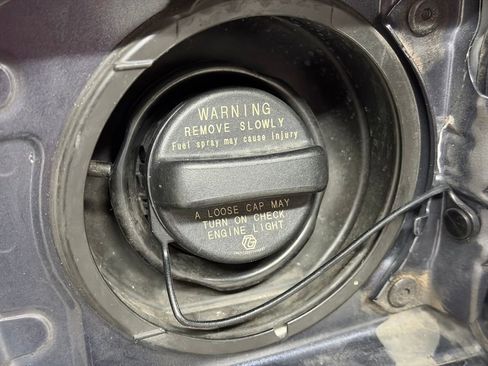 WARNING
REMOVE SLOWLY
Fuel spray may cause injury
A LOOSE CAP MAY
TURN ON CHECK
ENGINE LIGHT